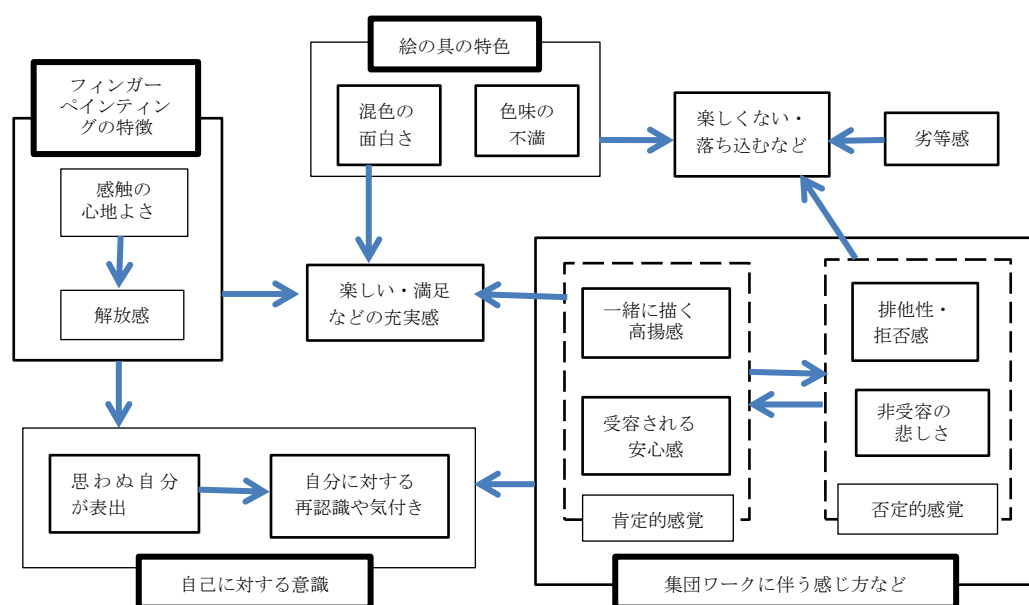 絵の具の特色
フィンガー
ペインティン
グの特徴
混色の
面白さ
色味の
不満
楽しくない・
落ち込むなど
劣等感
感触の
心地よさ
解放感
楽しい・満足
などの充実感
一緒に描く
高揚感
排他性・
拒否感
受容される
安心感
非受容の
悲しさ
肯定的感覚
否定的感覚
思わぬ自分
が表出
自分に対する
再認識や気付き
自己に対する意識
集団ワークに伴う感じ方など